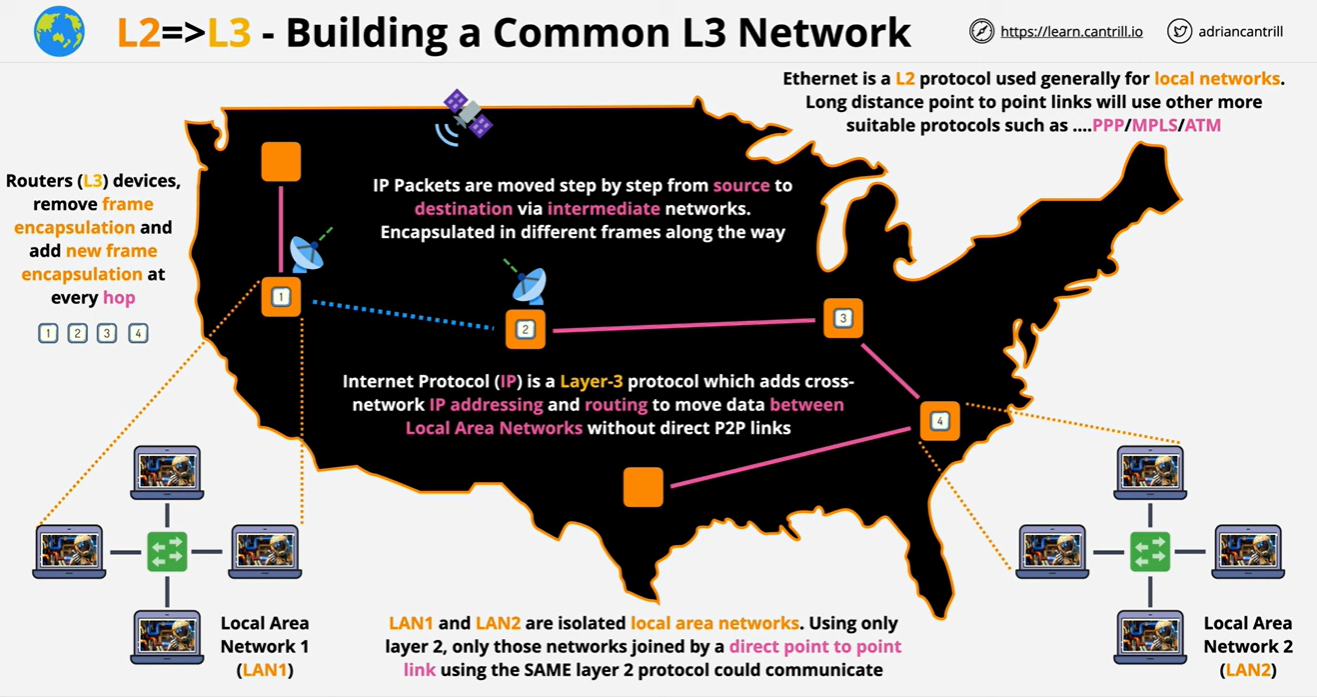 L2=>L3 - Building a Common L3 Network
https://learn.cantrill.io
adriancantrill
Ethernet is a L2 protocol used generally for local networks.
Long distance point to point links will use other more
suitable protocols such as ....PPP/MPLS/ATM
Routers (L3) devices,
remove frame
encapsulation and
add new frame
encapsulation at
every hop
1 2 3 4
IP Packets are moved step by step from source to
destination via intermediate networks.
Encapsulated in different frames along the way
1
2
3
Internet Protocol (IP) is a Layer-3 protocol which adds cross-
network IP addressing and routing to move data between
Local Area Networks without direct P2P links
4
Local Area
Network 1
(LAN1)
LAN1 and LAN2 are isolated local area networks. Using only
layer 2, only those networks joined by a direct point to point
link using the SAME layer 2 protocol could communicate
Local Area
Network 2
(LAN2)